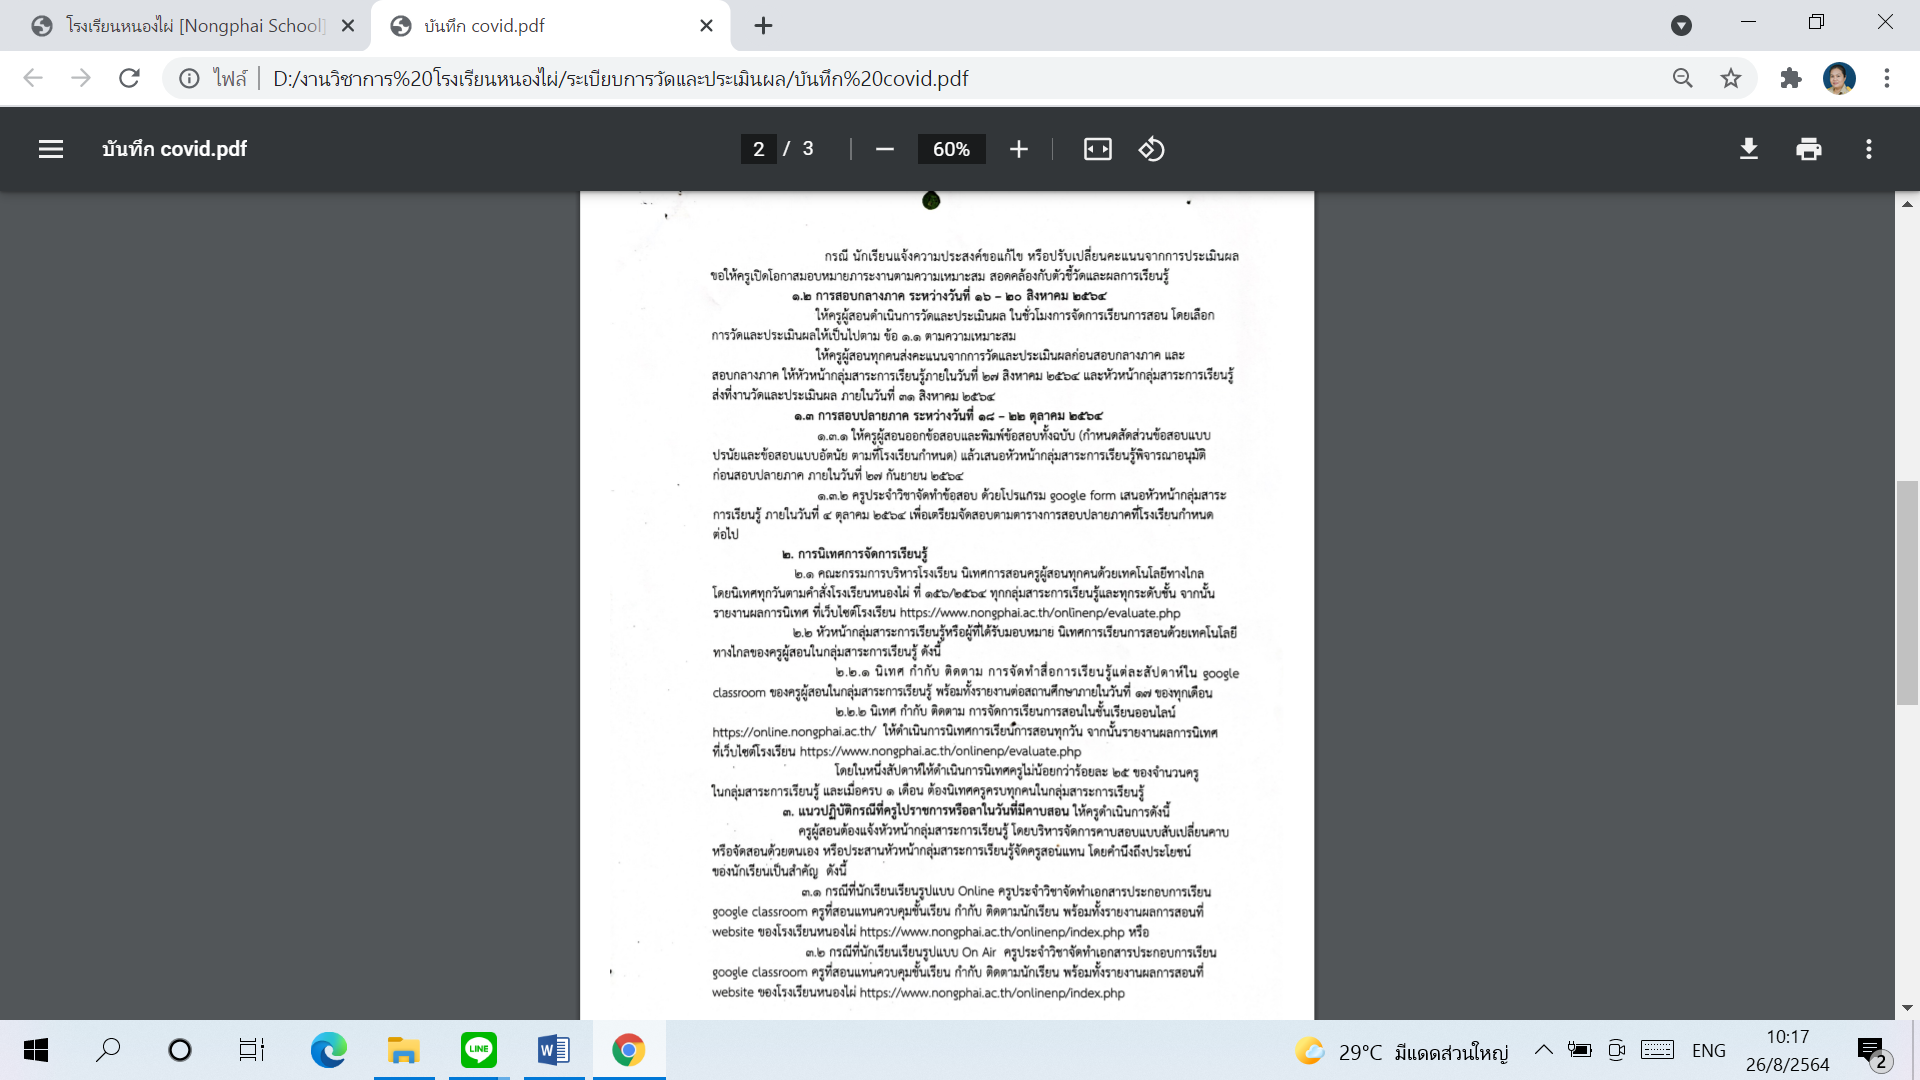 โรงเรียนหนองไผ่ [Nongphai School]
บันทึก covid.pdf
ไฟล์ D:/งานวิชาการ%20โรงเรียนหนองไผ่/ระเบียบการวัดและประเมินผล/บันทึก%20covid.pdf
บันทึก covid.pdf
2 / 3
60%
กรณี นักเรียนแจ้งความประสงค์ขอแก้ไข หรือปรับเปลี่ยนคะแนนจากการประเมินผล
ขอให้ครูเปิดโอกาสมอบหมายภาระงานตามความเหมาะสม สอดคล้องกับตัวชี้วัดและผลการเรียนรู้
๑.๒ การสอบกลางภาค ระหว่างวันที่ ๑๖ – ๒๐ สิงหาคม ๒๕๖๔
ให้ครูผู้สอนดำเนินการวัดและประเมินผล ในชั่วโมงการจัดการเรียนการสอน โดยเลือก
การวัดและประเมินผลให้เป็นไปตาม ข้อ ๑.๑ ตามความเหมาะสม
ให้ครูผู้สอนทุกคนส่งคะแนนจากการวัดและประเมินผลก่อนสอบกลางภาค และ
สอบกลางภาค ให้หัวหน้ากลุ่มสาระการเรียนรู้ภายในวันที่ ๒๗ สิงหาคม ๒๕๖๔ และหัวหน้ากลุ่มสาระการเรียนรู้
ส่งที่งานวัดและประเมินผล ภายในวันที่ ๓๑ สิงหาคม ๒๕๖๔
๑.๓ การสอบปลายภาค ระหว่างวันที่ ๑๘ – ๒๒ ตุลาคม ๒๕๖๔
๑.๓.๑ ให้ครูผู้สอนออกข้อสอบและพิมพ์ข้อสอบทั้งฉบับ (กำหนดสัดส่วนข้อสอบแบบ
ปรนัยและข้อสอบแบบอัตนัย ตามที่โรงเรียนกำหนด) แล้วเสนอหัวหน้ากลุ่มสาระการเรียนรู้พิจารณาอนุมัติ
ก่อนสอบปลายภาค ภายในวันที่ ๒๗ กันยายน ๒๕๖๔
๑.๓.๒ ครูประจำวิชาจัดทำข้อสอบ ด้วยโปรแกรม google form เสนอหัวหน้ากลุ่มสาระ
การเรียนรู้ ภายในวันที่ ๔ ตุลาคม ๒๕๖๔ เพื่อเตรียมจัดสอบตามตารางการสอบปลายภาคที่โรงเรียนกำหนด
ต่อไป
๒. การนิเทศการจัดการเรียนรู้
๒.๑ คณะกรรมการบริหารโรงเรียน นิเทศการสอนครูผู้สอนทุกคนด้วยเทคโนโลยีทางไกล
โดยนิเทศทุกวันตามคำสั่งโรงเรียนหนองไผ่ ที่ ๑๕๖/๒๕๖๔ ทุกกลุ่มสาระการเรียนรู้และทุกระดับชั้น จากนั้น
รายงานผลการนิเทศ ที่เว็บไซต์โรงเรียน https://www.nongphai.ac.th/onlinenp/evaluate.php
๒.๒ หัวหน้ากลุ่มสาระการเรียนรู้หรือผู้ที่ได้รับมอบหมาย นิเทศการเรียนการสอนด้วยเทคโนโลยี
ทางไกลของครูผู้สอนในกลุ่มสาระการเรียนรู้ ดังนี้
๒.๒.๑ นิเทศ กำกับ ติดตาม การจัดทำสื่อการเรียนรู้แต่ละสัปดาห์ใน google
classroom ของครูผู้สอนในกลุ่มสาระการเรียนรู้ พร้อมทั้งรายงานต่อสถานศึกษาภายในวันที่ ๑๗ ของทุกเดือน
๒.๒.๒ นิเทศ กำกับ ติดตาม การจัดการเรียนการสอนในชั้นเรียนออนไลน์
https://online.nongphai.ac.th/ ให้ดำเนินการนิเทศการเรียนการสอนทุกวัน จากนั้นรายงานผลการนิเทศ
ที่เว็บไซต์โรงเรียน https://www.nongphai.ac.th/onlinenp/evaluate.php
โดยในหนึ่งสัปดาห์ให้ดำเนินการนิเทศครูไม่น้อยกว่าร้อยละ ๒๕ ของจำนวนครู
ในกลุ่มสาระการเรียนรู้ และเมื่อครบ ๑ เดือน ต้องนิเทศครูครบทุกคนในกลุ่มสาระการเรียนรู้
๓. แนวปฏิบัติกรณีที่ครูไปราชการหรือลาในวันที่มีคาบสอน ให้ครูดำเนินการดังนี้
ครูผู้สอนต้องแจ้งหัวหน้ากลุ่มสาระการเรียนรู้ โดยบริหารจัดการคาบสอนแบบสับเปลี่ยนคาบ
หรือจัดสอนด้วยตนเอง หรือประสานหัวหน้ากลุ่มสาระการเรียนรู้จัดครูสอนแทน โดยคำนึงถึงประโยชน์
ของนักเรียนเป็นสำคัญ ดังนี้
๓.๑ กรณีที่นักเรียนเรียนรูปแบบ Online ครูประจำวิชาจัดทำเอกสารประกอบการเรียน
google classroom ครูที่สอนแทนควบคุมชั้นเรียน กำกับ ติดตามนักเรียน พร้อมทั้งรายงานผลการสอนที่
website ของโรงเรียนหนองไผ่ https://www.nongphai.ac.th/onlinenp/index.php หรือ
๓.๒ กรณีที่นักเรียนเรียนรูปแบบ On Air ครูประจำวิชาจัดทำเอกสารประกอบการเรียน
google classroom ครูที่สอนแทนควบคุมชั้นเรียน กำกับ ติดตามนักเรียน พร้อมทั้งรายงานผลการสอนที่
website ของโรงเรียนหนองไผ่ https://www.nongphai.ac.th/onlinenp/index.php
LINE
29°C มีแดดส่วนใหญ่
ENG
10:17
26/8/2564
2